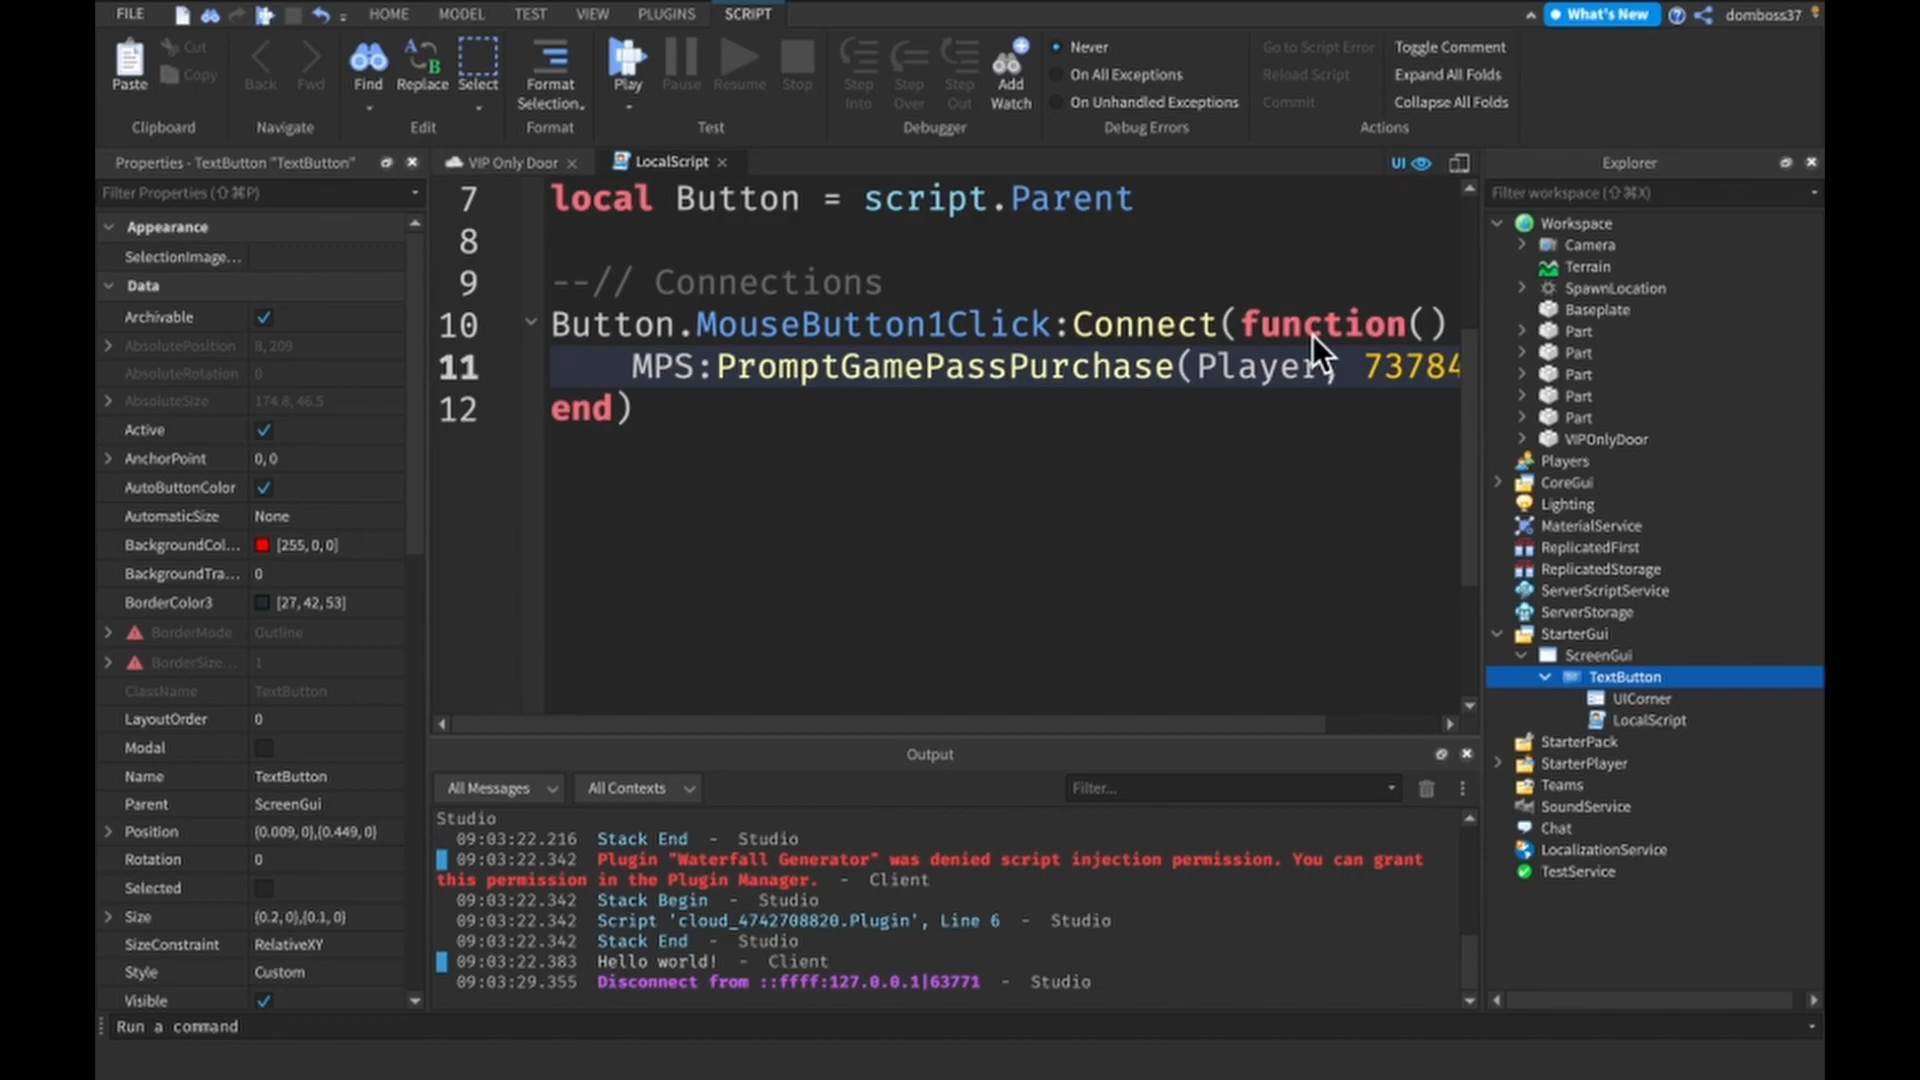 FILE
HOME
MODEL
TEST
VIEW
PLUGINS
SCRIPT
What's New
domboss37
Paste
Cut
Copy
Clipboard
Back
Fwd
Navigate
Find
Replace
Select
Edit
Format
Selection
Format
Play
Pause
Resume
Stop
Test
Step
Into
Step
Over
Step
Out
Add
Watch
Debugger
Never
On All Exceptions
On Unhandled Exceptions
Debug Errors
Go to Script Error
Reload Script
Commit
Toggle Comment
Expand All Folds
Collapse All Folds
Actions
Properties - TextButton "TextButton"
Filter Properties (⇧⌘P)
Appearance
SelectionImage...
Data
Archivable
AbsolutePosition 8, 209
AbsoluteRotation 0
AbsoluteSize 174.8, 46.5
Active
AnchorPoint 0, 0
AutoButtonColor
AutomaticSize None
BackgroundCol... [255, 0, 0]
BackgroundTra... 0
BorderColor3 [27, 42, 53]
BorderMode Outline
BorderSize... 1
ClassName TextButton
LayoutOrder 0
Modal
Name TextButton
Parent ScreenGui
Position {0.009, 0},{0.449, 0}
Rotation 0
Selected
Size {0.2, 0},{0.1, 0}
SizeConstraint RelativeXY
Style Custom
Visible
VIP Only Door
LocalScript
UI
7 local Button = script.Parent
8
9 --// Connections
10 Button.MouseButton1Click:Connect(function()
11 MPS:PromptGamePassPurchase(Player, 73784
12 end)
Output
All Messages
All Contexts
Filter...
Studio
09:03:22.216 Stack End - Studio
09:03:22.342 Plugin "Waterfall Generator" was denied script injection permission. You can grant
this permission in the Plugin Manager. - Client
09:03:22.342 Stack Begin - Studio
09:03:22.342 Script 'cloud_4742708820.Plugin', Line 6 - Studio
09:03:22.342 Stack End - Studio
09:03:22.383 Hello world! - Client
09:03:29.355 Disconnect from ::ffff:127.0.0.1|63771 - Studio
Explorer
Filter workspace (⇧⌘X)
Workspace
Camera
Terrain
SpawnLocation
Baseplate
Part
Part
Part
Part
Part
VIPOnlyDoor
Players
CoreGui
Lighting
MaterialService
ReplicatedFirst
ReplicatedStorage
ServerScriptService
ServerStorage
StarterGui
ScreenGui
TextButton
UICorner
LocalScript
StarterPack
StarterPlayer
Teams
SoundService
Chat
LocalizationService
TestService
Run a command